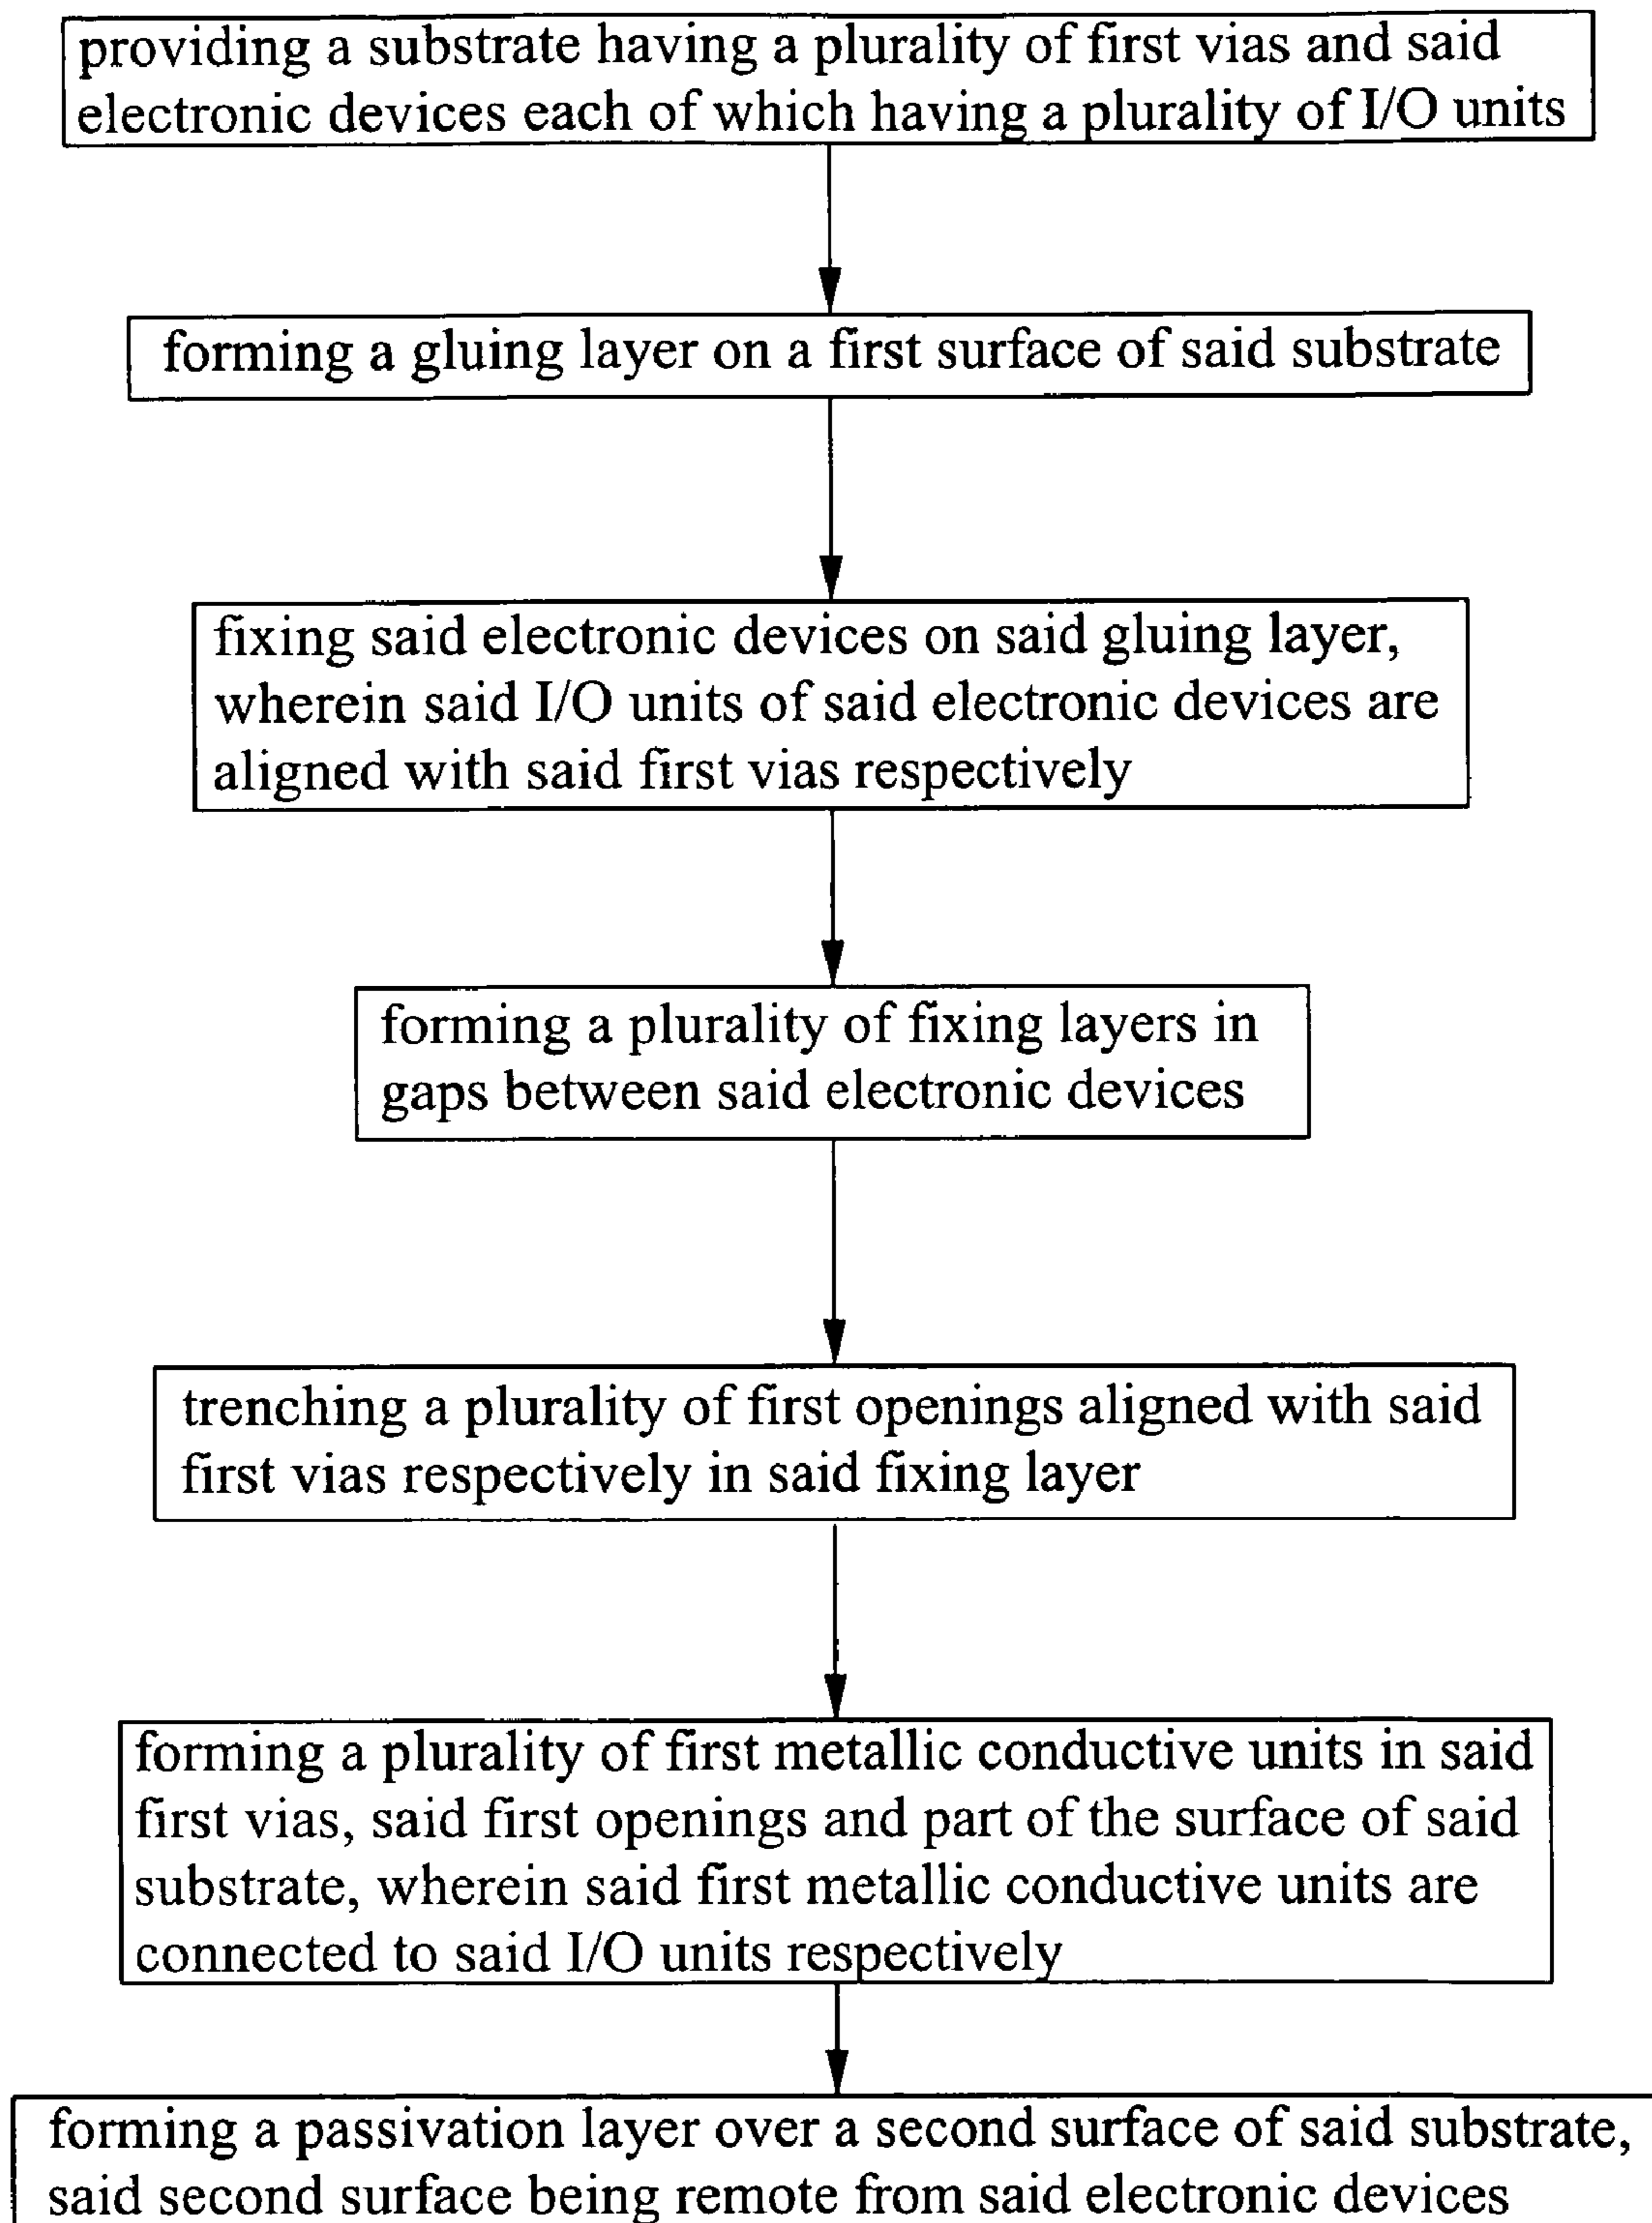 providing a substrate having a plurality of first vias and said
electronic devices each of which having a plurality of I/O units
forming a gluing layer on a first surface of said substrate
fixing said electronic devices on said gluing layer,
wherein said I/O units of said electronic devices are
aligned with said first vias respectively
forming a plurality of fixing layers in
gaps between said electronic devices
trenching a plurality of first openings aligned with said
first vias respectively in said fixing layer
forming a plurality of first metallic conductive units in said
first vias, said first openings and part of the surface of said
substrate, wherein said first metallic conductive units are
connected to said I/O units respectively
forming a passivation layer over a second surface of said substrate,
said second surface being remote from said electronic devices